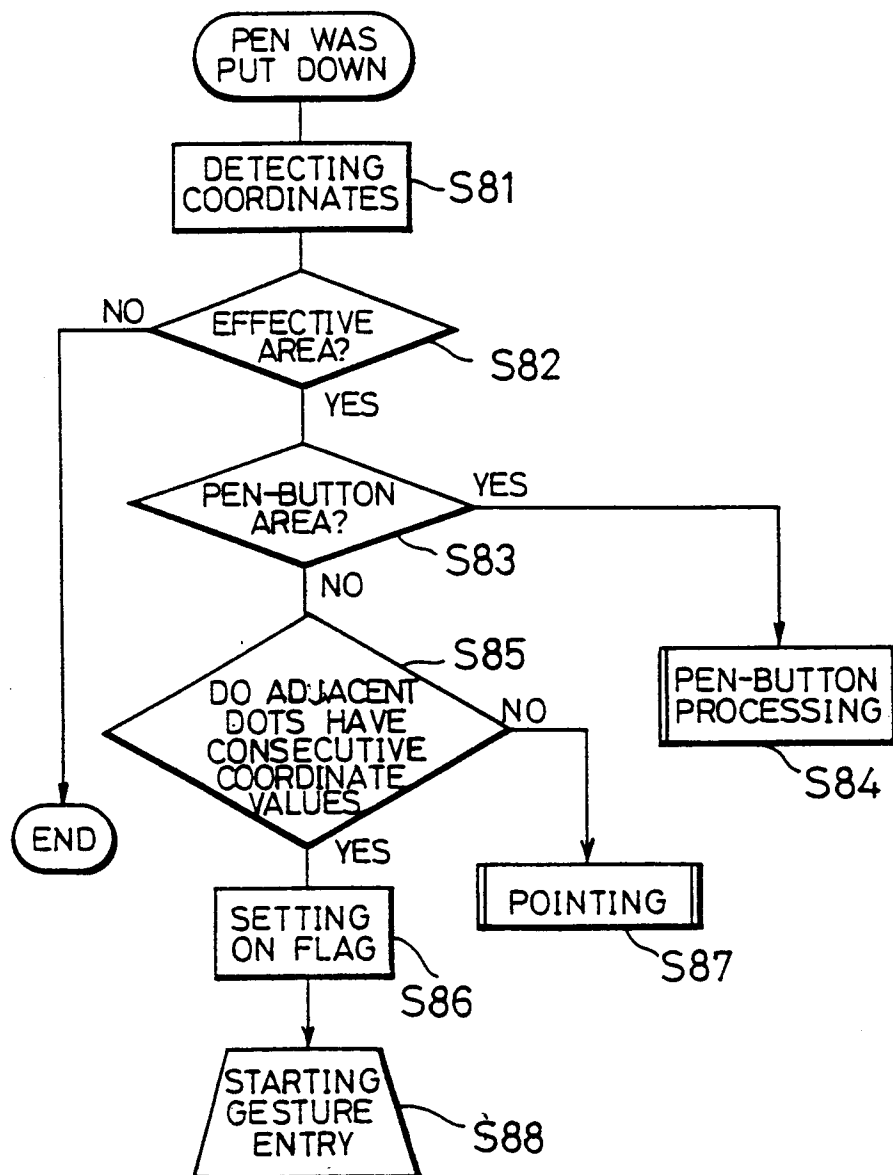 PEN WAS
PUT DOWN
DETECTING
COORDINATES
S81
NO
EFFECTIVE
AREA?
S82
YES
PEN-BUTTON
AREA?
YES
S83
NO
S85
DO ADJACENT
DOTS HAVE
CONSECUTIVE
COORDINATE
VALUES
NO
PEN-BUTTON
PROCESSING
S84
END
YES
SETTING
ON FLAG
S86
POINTING
S87
STARTING
GESTURE
ENTRY
S88